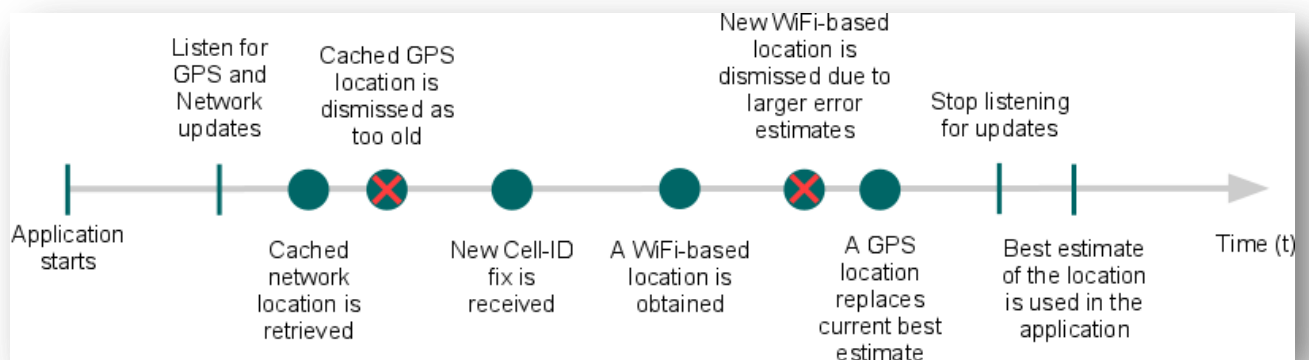 Application
starts
Listen for
GPS and
Network
updates
Cached
network
location is
retrieved
Cached GPS
location is
dismissed as
too old
New Cell-ID
fix is
received
A WiFi-based
location is
obtained
New WiFi-based
location is
dismissed due to
larger error
estimates
A GPS
location
replaces
current best
estimate
Stop listening
for updates
Best estimate
of the location
is used in the
application
Time (t)